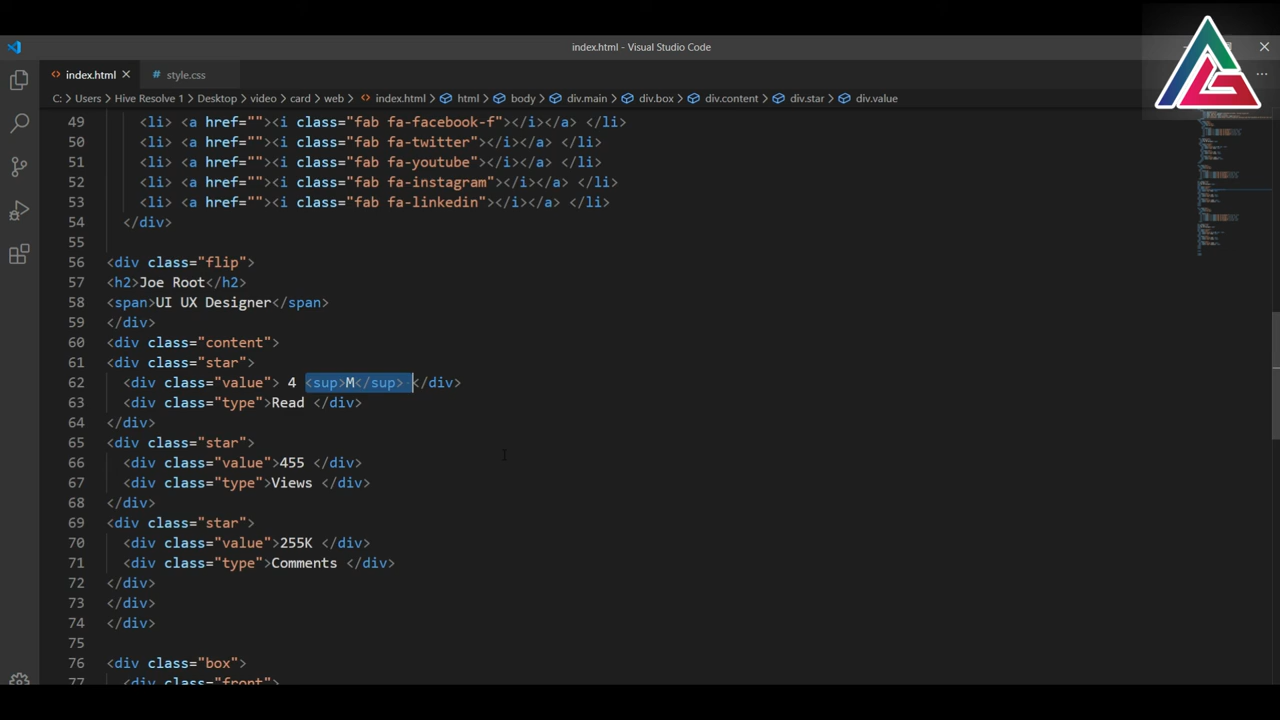 index.html - Visual Studio Code
index.html
# style.css
C: > Users > Hive Resolve 1 > Desktop > video > card > web > index.html > html > body > div.main > div.box > div.content > div.star > div.value
49 <li> <a href=""><i class="fab fa-facebook-f"></i></a> </li>
50 <li> <a href=""><i class="fab fa-twitter"></i></a> </li>
51 <li> <a href=""><i class="fab fa-youtube"></i></a> </li>
52 <li> <a href=""><i class="fab fa-instagram"></i></a> </li>
53 <li> <a href=""><i class="fab fa-linkedin"></i></a> </li>
54 </div>
55
56 <div class="flip">
57 <h2>Joe Root</h2>
58 <span>UI UX Designer</span>
59 </div>
60 <div class="content">
61 <div class="star">
62 <div class="value"> 4 <sup>M</sup> </div>
63 <div class="type">Read </div>
64 </div>
65 <div class="star">
66 <div class="value">455 </div>
67 <div class="type">Views </div>
68 </div>
69 <div class="star">
70 <div class="value">255K </div>
71 <div class="type">Comments </div>
72 </div>
73 </div>
74 </div>
75
76 <div class="box">
77 <div class="front">